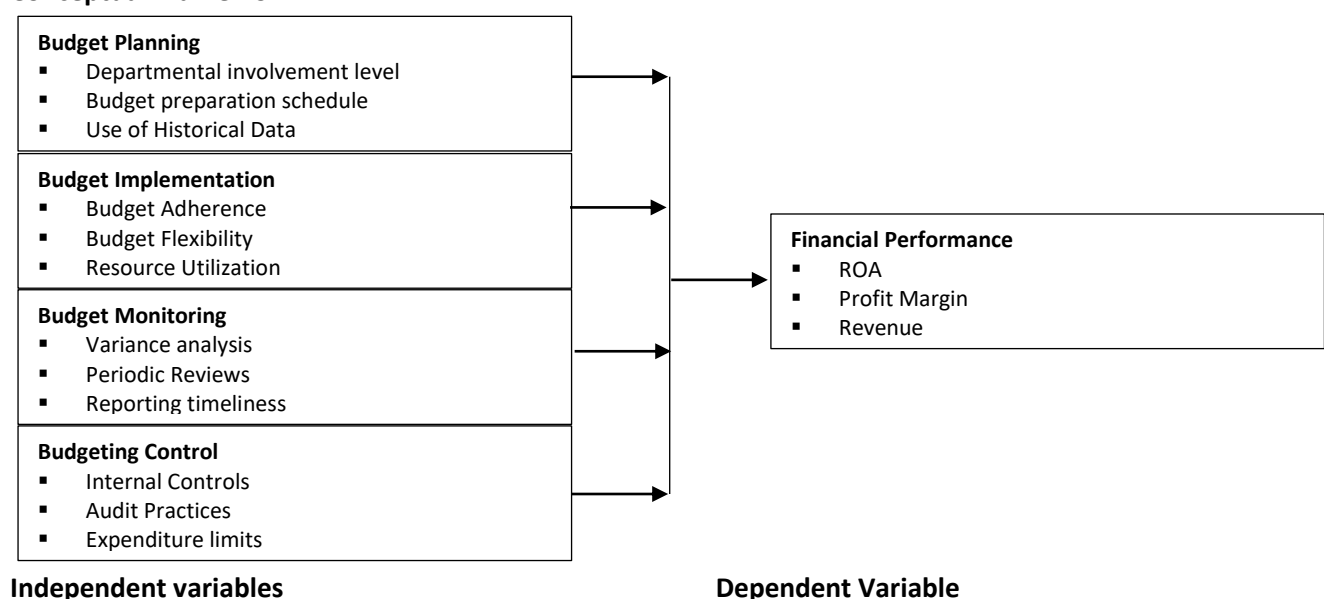 Budget Planning
▪ Departmental involvement level
▪ Budget preparation schedule
▪ Use of Historical Data
Budget Implementation
▪ Budget Adherence
▪ Budget Flexibility
▪ Resource Utilization
Budget Monitoring
▪ Variance analysis
▪ Periodic Reviews
▪ Reporting timeliness
Budgeting Control
▪ Internal Controls
▪ Audit Practices
▪ Expenditure limits
Financial Performance
▪ ROA
▪ Profit Margin
▪ Revenue
Independent variables
Dependent Variable